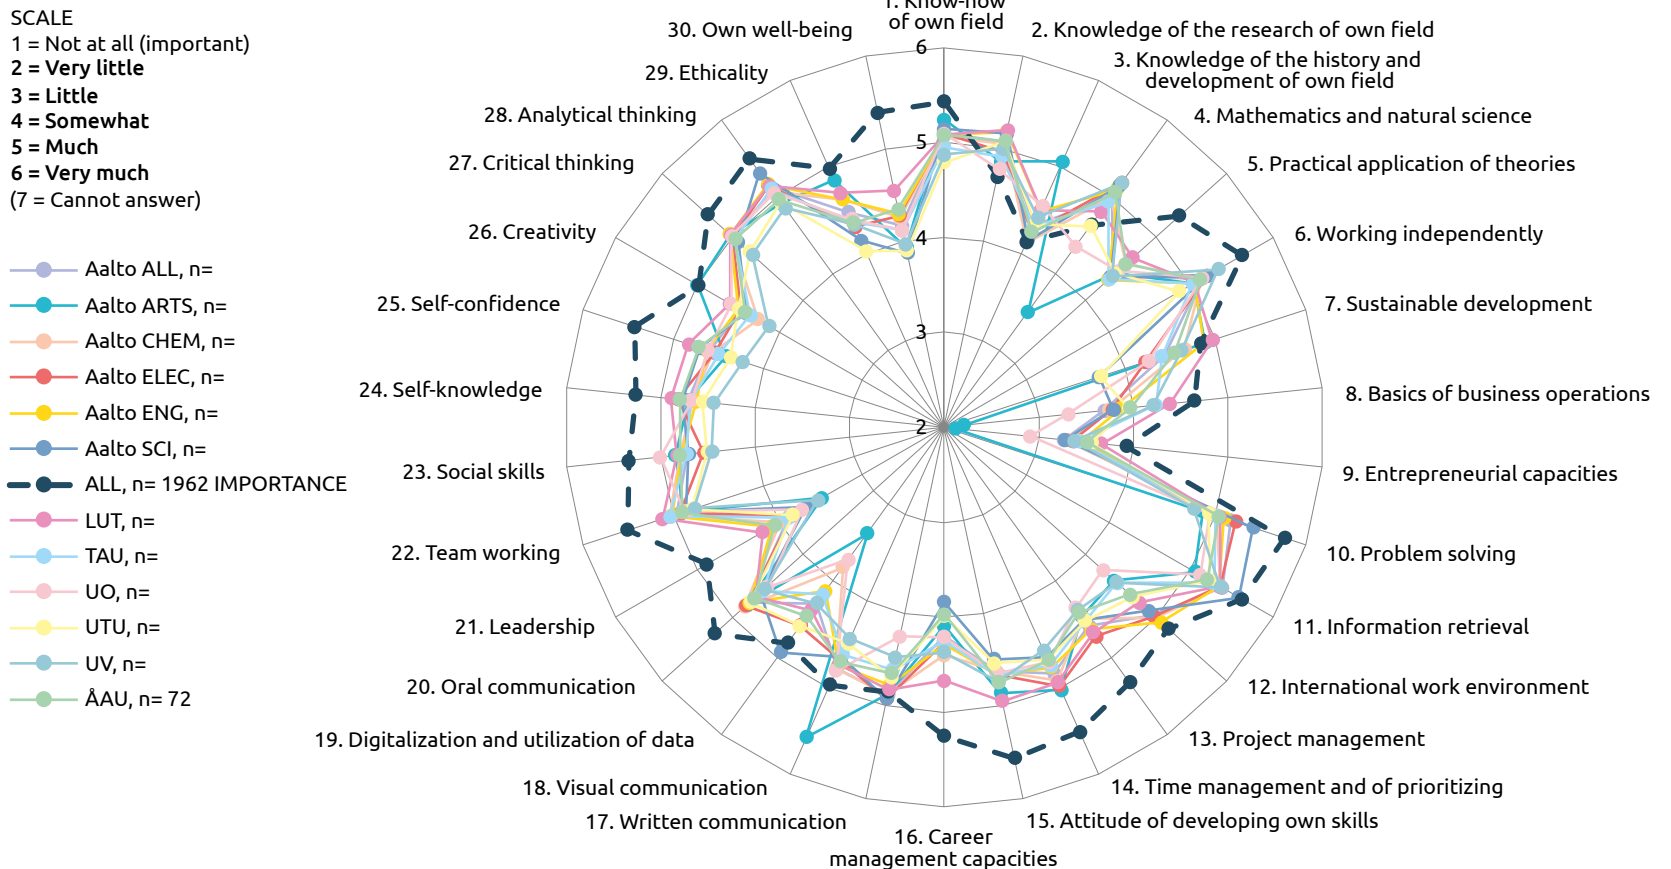 SCALE
1 = Not at all (important)
2 = Very little
3 = Little
4 = Somewhat
5 = Much
6 = Very much
(7 = Cannot answer)
Aalto ALL, n=
Aalto ARTS, n=
Aalto CHEM, n=
Aalto ELEC, n=
Aalto ENG, n=
Aalto SCI, n=
ALL, n= 1962 IMPORTANCE
LUT, n=
TAU, n=
UO, n=
UTU, n=
UV, n=
ÅAU, n= 72
1. Know-how
of own field
2. Knowledge of the research of own field
3. Knowledge of the history and
development of own field
4. Mathematics and natural science
5. Practical application of theories
6. Working independently
7. Sustainable development
8. Basics of business operations
9. Entrepreneurial capacities
10. Problem solving
11. Information retrieval
12. International work environment
13. Project management
14. Time management and of prioritizing
15. Attitude of developing own skills
16. Career
management capacities
17. Written communication
18. Visual communication
19. Digitalization and utilization of data
20. Oral communication
21. Leadership
22. Team working
23. Social skills
24. Self-knowledge
25. Self-confidence
26. Creativity
27. Critical thinking
28. Analytical thinking
29. Ethicality
30. Own well-being
6
5
4
3
2